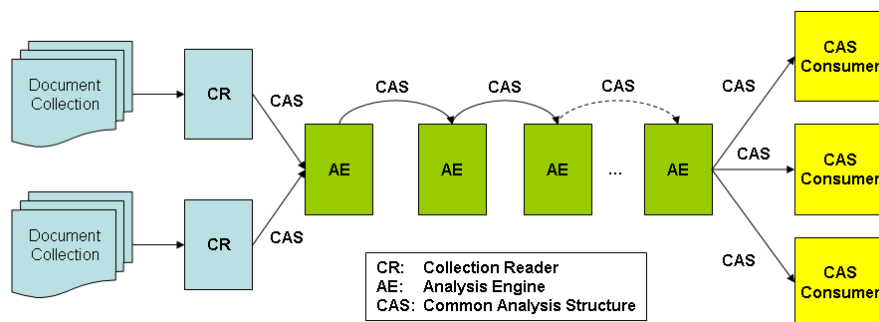 Document
Collection
CR
CAS
CAS
CAS
CAS
CAS
CAS
Consumer
AE
AE
AE
...
AE
CAS
CAS
Consumer
Document
Collection
CR
CAS
CAS
CAS
Consumer
CR: Collection Reader
AE: Analysis Engine
CAS: Common Analysis Structure